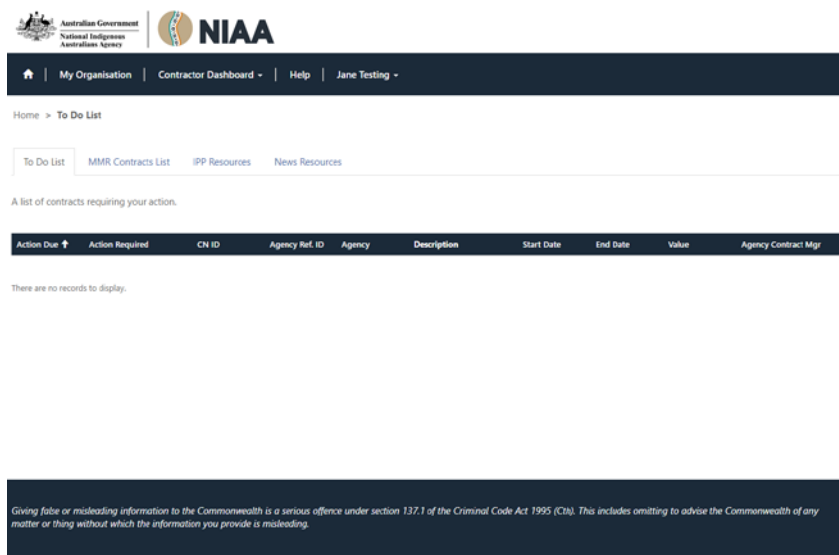 Australian Government
National Indigenous
Australians Agency
NIAA
My Organisation | Contractor Dashboard | Help | Jane Testing
Home > To Do List
To Do List MMR Contracts List IPP Resources News Resources
A list of contracts requiring your action.
Action Due ↑ Action Required CN ID Agency Ref. ID Agency Description Start Date End Date Value Agency Contract Mgr
There are no records to display.
Giving false or misleading information to the Commonwealth is a serious offence under section 137.1 of the Criminal Code Act 1995 (Cth). This includes omitting to advise the Commonwealth of any
matter or thing without which the information you provide is misleading.